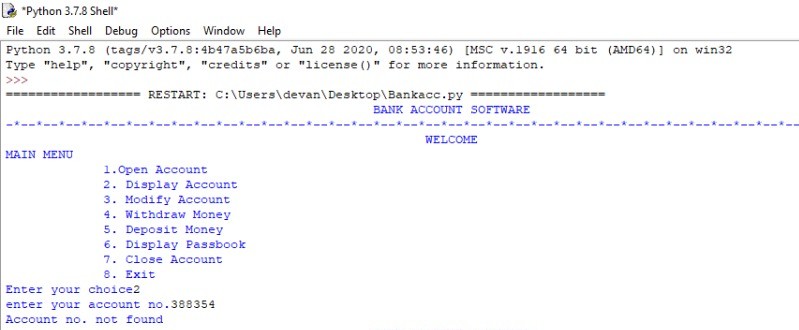 *Python 3.7.8 Shell*
File Edit Shell Debug Options Window Help
Python 3.7.8 (tags/v3.7.8:4b47a5b6ba, Jun 28 2020, 08:53:46) [MSC v.1916 64 bit (AMD64)] on win32
Type "help", "copyright", "credits" or "license()" for more information.
>>>
================== RESTART: C:\Users\devan\Desktop\Bankacc.py ==================
BANK ACCOUNT SOFTWARE
-*--*--*--*--*--*--*--*--*--*--*--*--*--*--*--*--*--*--*--*--*--*--*--*--*--*--*--*--*--*--*--*--*--*--*--
WELCOME
MAIN MENU
1.Open Account
2. Display Account
3. Modify Account
4. Withdraw Money
5. Deposit Money
6. Display Passbook
7. Close Account
8. Exit
Enter your choice2
enter your account no.388354
Account no. not found